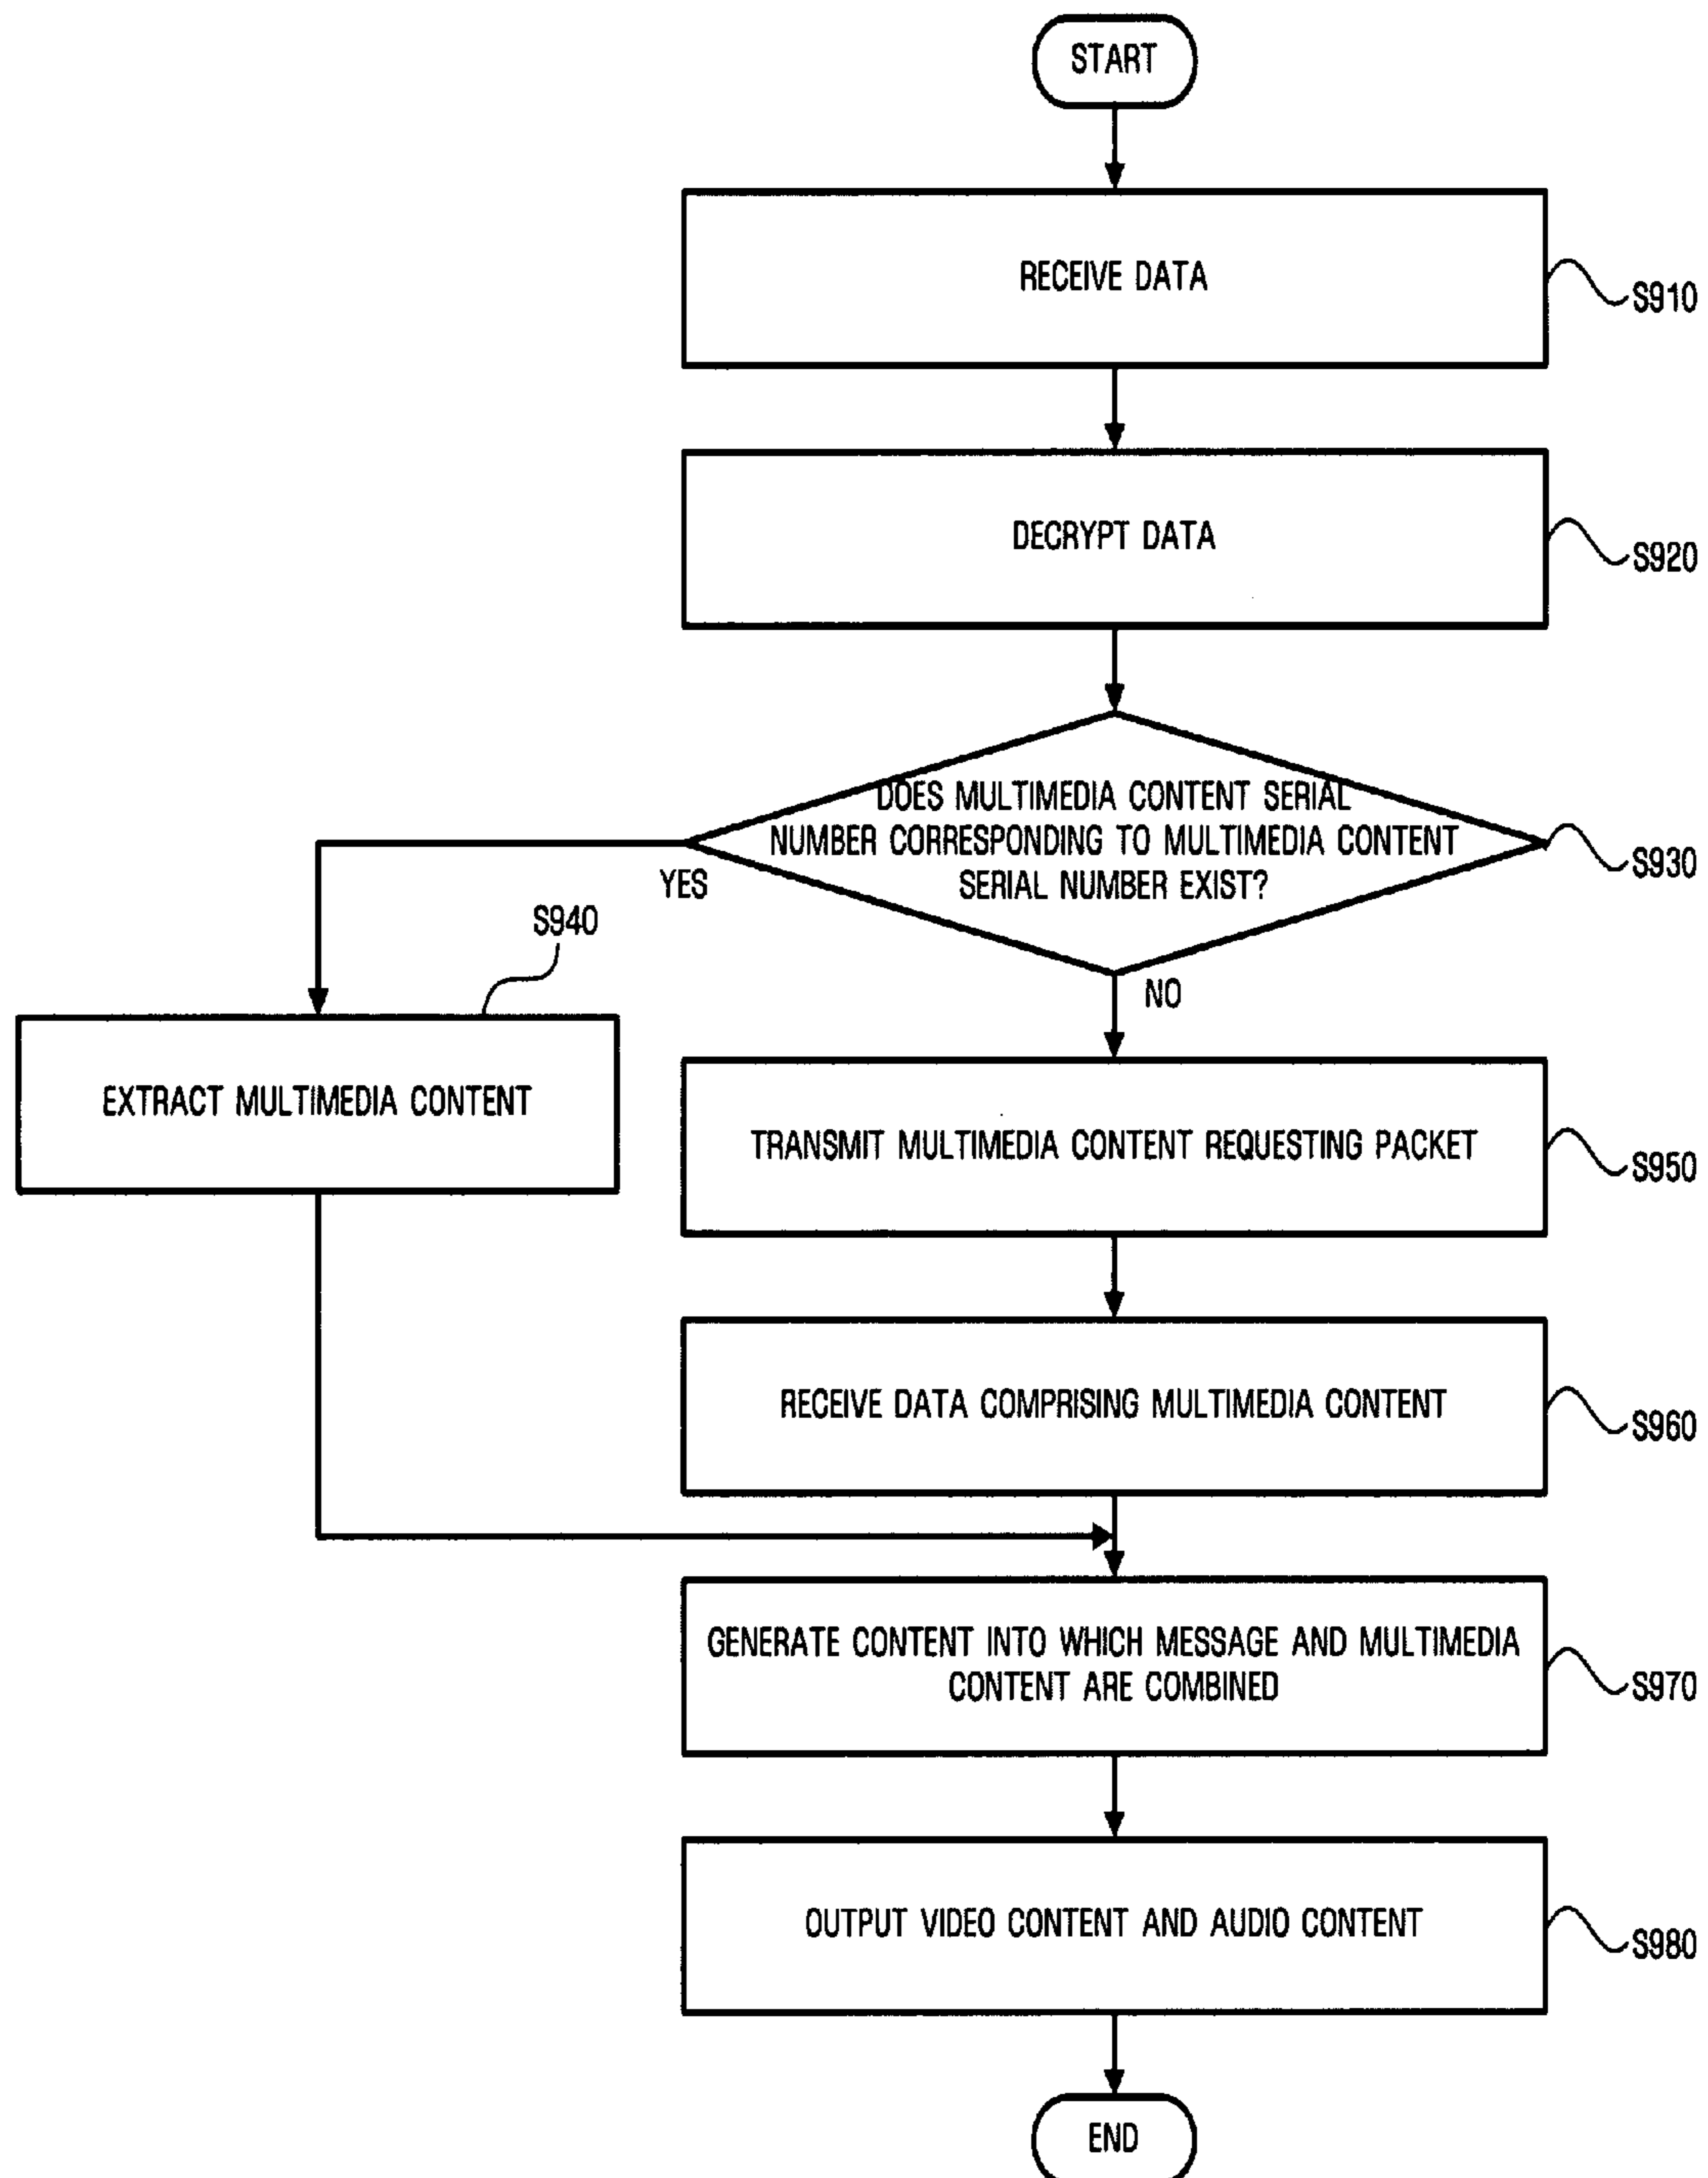 START
RECEIVE DATA
S910
DECRYPT DATA
S920
DOES MULTIMEDIA CONTENT SERIAL
NUMBER CORRESPONDING TO MULTIMEDIA CONTENT
SERIAL NUMBER EXIST?
S930
YES
S940
NO
EXTRACT MULTIMEDIA CONTENT
TRANSMIT MULTIMEDIA CONTENT REQUESTING PACKET
S950
RECEIVE DATA COMPRISING MULTIMEDIA CONTENT
S960
GENERATE CONTENT INTO WHICH MESSAGE AND MULTIMEDIA
CONTENT ARE COMBINED
S970
OUTPUT VIDEO CONTENT AND AUDIO CONTENT
S980
END